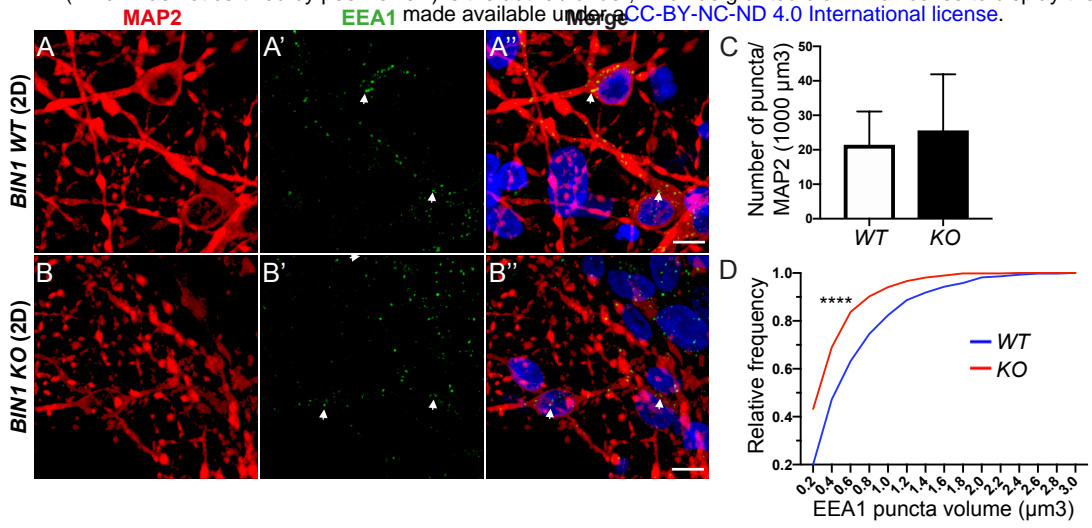 made available under a CC-BY-NC-ND 4.0 International license.
MAP2 EEA1 Merge
BIN1 WT (2D)
A A' A''
BIN1 KO (2D)
B B' B''
C
Number of puncta/
MAP2 (1000 µm3)
50
40
30
20
10
0
WT KO
D
Relative frequency
1.0
0.8
0.6
0.4
0.2
****
WT
KO
0.2 0.4 0.6 0.8 1.0 1.2 1.4 1.6 1.8 2.0 2.2 2.4 2.6 2.8 3.0
EEA1 puncta volume (µm3)